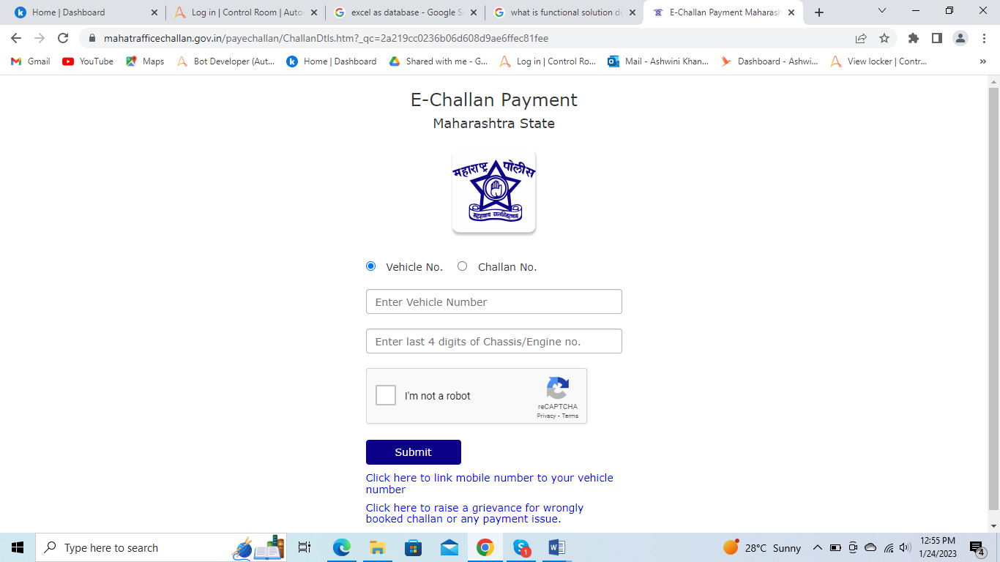 Home | Dashboard
Log in | Control Room | Auto
excel as database - Google S
what is functional solution d
E-Challan Payment Maharash
mahatrafficechallan.gov.in/payechallan/ChallanDtls.htm?_qc=2a219cc0236b06d608d9ae6ffec81fee
Gmail
YouTube
Maps
Bot Developer (Aut...
Home | Dashboard
Shared with me - G...
Log in | Control Ro...
Mail - Ashwini Khan...
Dashboard - Ashwi...
View locker | Contr...
»
E-Challan Payment
Maharashtra State
महाराष्ट्र पोलीस
सद्रक्षणाय खलनिग्रहणाय
Vehicle No.
Challan No.
Enter Vehicle Number
Enter last 4 digits of Chassis/Engine no.
I'm not a robot
reCAPTCHA
Privacy - Terms
Submit
Click here to link mobile number to your vehicle
number
Click here to raise a grievance for wrongly
booked challan or any payment issue.
Type here to search
1
28°C Sunny
12:55 PM
1/24/2023
4